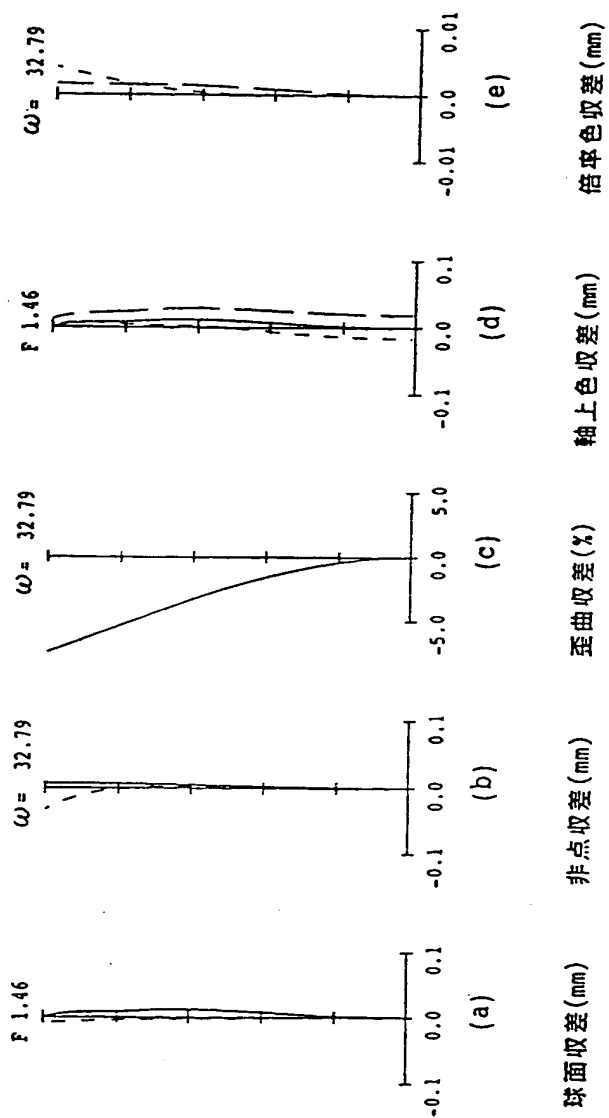 F 1.46
-0.1 0.0 0.1
(a)
球面収差(mm)
ω= 32.79
-0.1 0.0 0.1
(b)
非点収差(mm)
ω= 32.79
-5.0 0.0 5.0
(c)
歪曲収差(%)
F 1.46
-0.1 0.0 0.1
(d)
軸上色収差(mm)
ω= 32.79
-0.01 0.0 0.01
(e)
倍率色収差(mm)